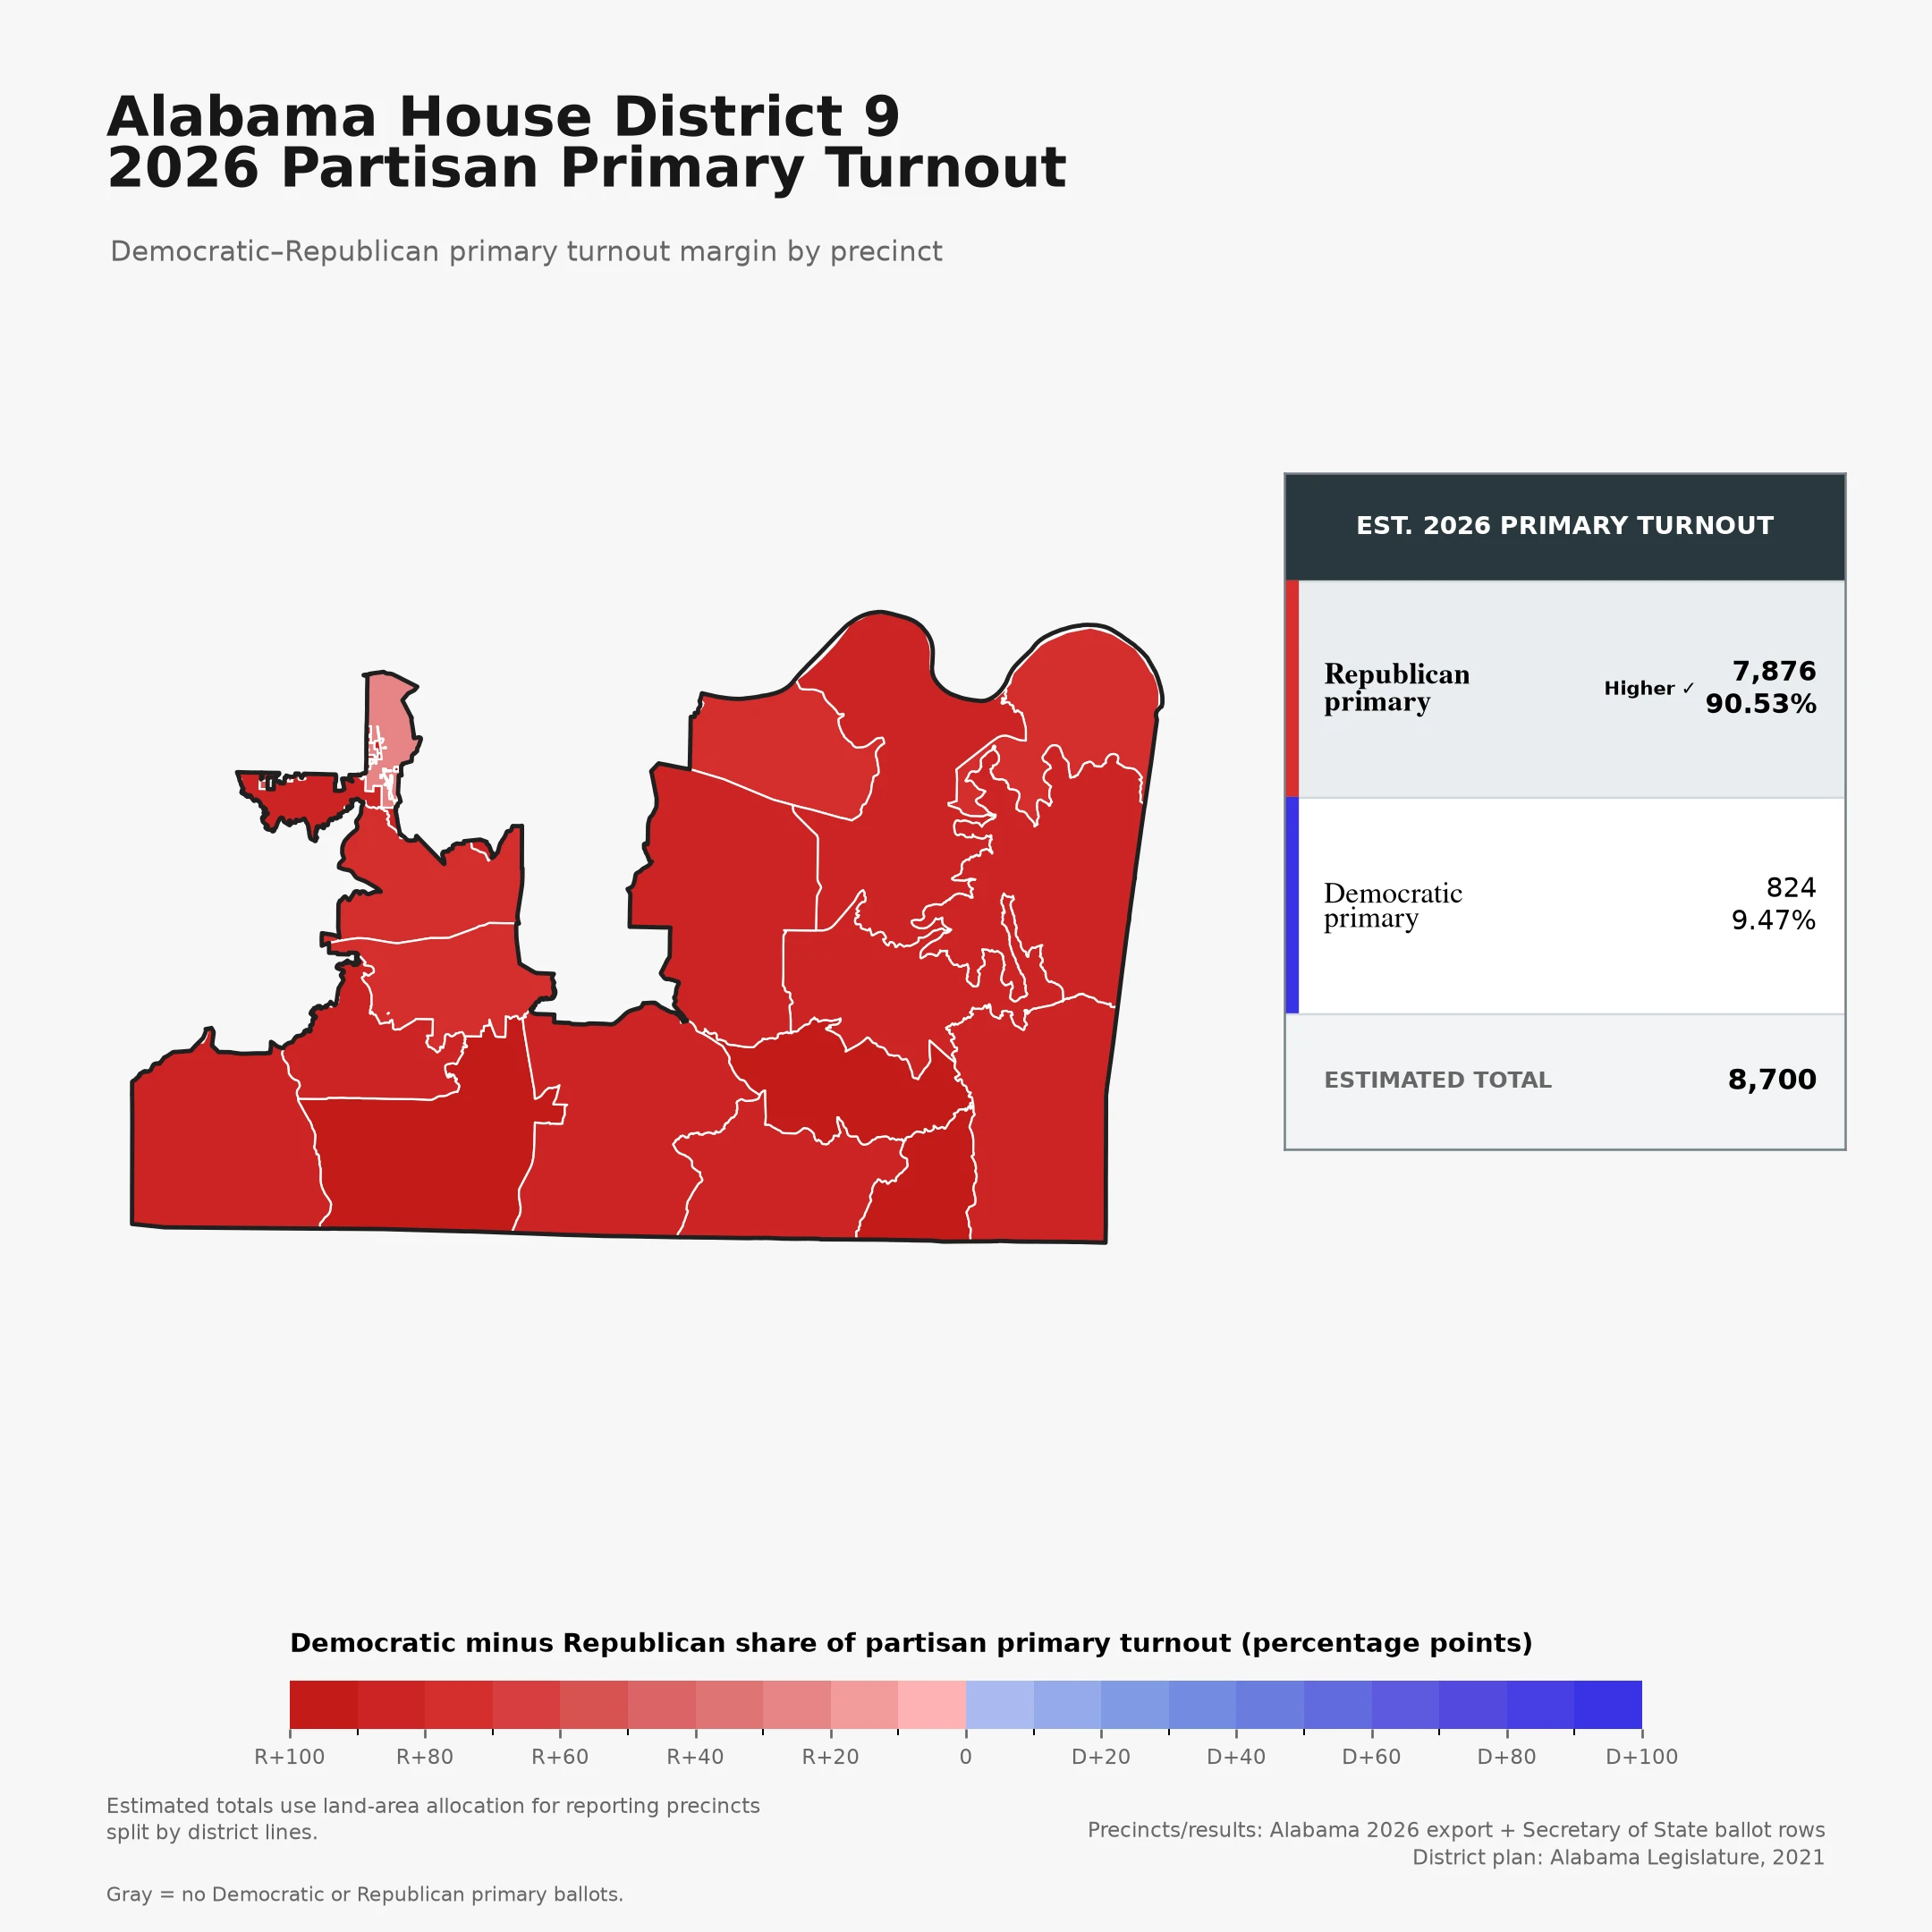 Alabama House District 9
2026 Partisan Primary Turnout
Democratic–Republican primary turnout margin by precinct
EST. 2026 PRIMARY TURNOUT
Republican
primary
Higher ✓
7,876
90.53%
Democratic
primary
824
9.47%
ESTIMATED TOTAL
8,700
Democratic minus Republican share of partisan primary turnout (percentage points)
R+100 R+80 R+60 R+40 R+20 0 D+20 D+40 D+60 D+80 D+100
Estimated totals use land-area allocation for reporting precincts
split by district lines.
Gray = no Democratic or Republican primary ballots.
Precincts/results: Alabama 2026 export + Secretary of State ballot rows
District plan: Alabama Legislature, 2021